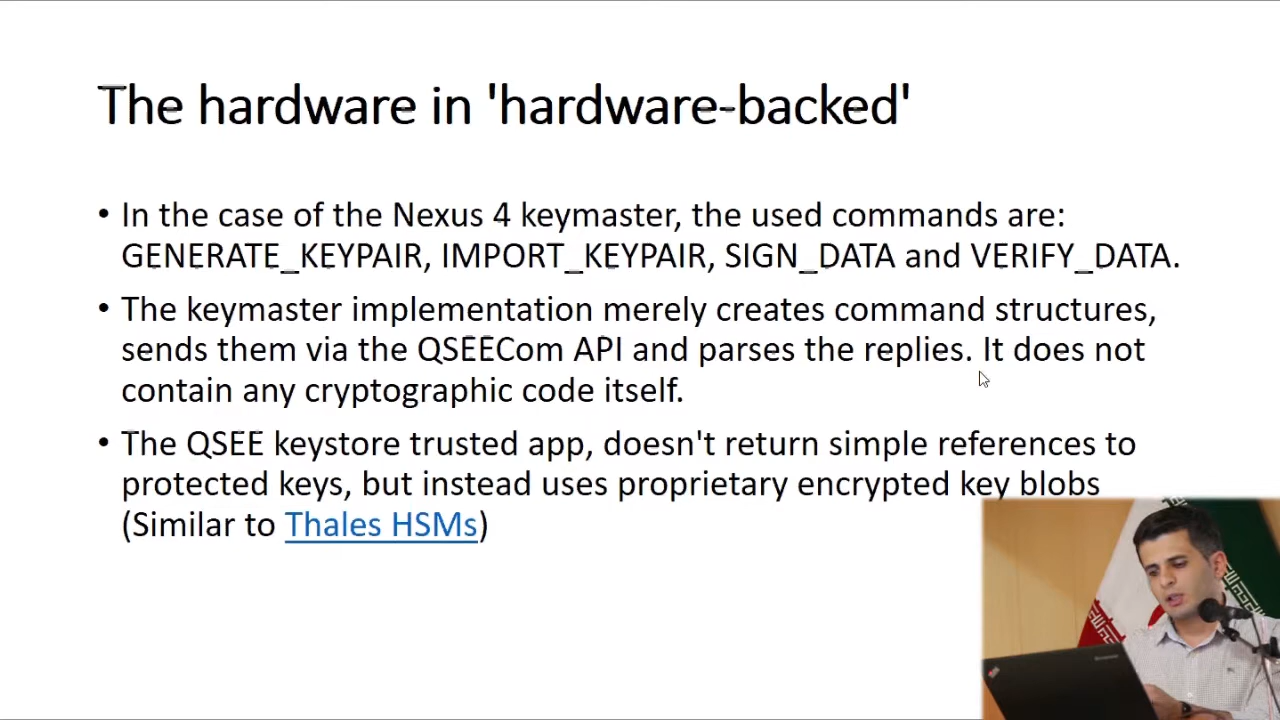 The hardware in 'hardware-backed'
• In the case of the Nexus 4 keymaster, the used commands are:
GENERATE_KEYPAIR, IMPORT_KEYPAIR, SIGN_DATA and VERIFY_DATA.
• The keymaster implementation merely creates command structures,
sends them via the QSEECom API and parses the replies. It does not
contain any cryptographic code itself.
• The QSEE keystore trusted app, doesn't return simple references to
protected keys, but instead uses proprietary encrypted key blobs
(Similar to Thales HSMs)